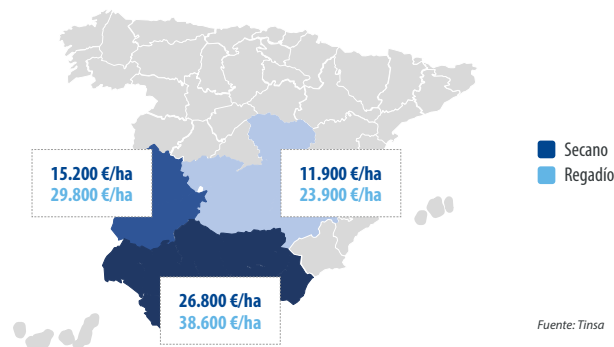 15.200 €/ha
29.800 €/ha
11.900 €/ha
23.900 €/ha
26.800 €/ha
38.600 €/ha
Secano
Regadío
Fuente: Tinsa